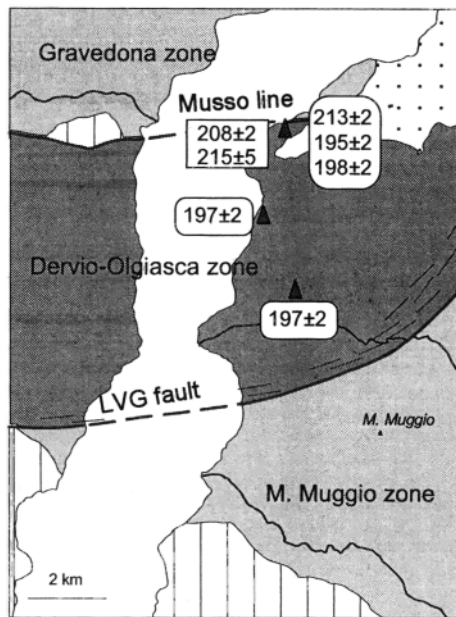 Gravedona zone
Musso line
208±2
215±5
213±2
195±2
198±2
197±2
Dervio-Olgiasca zone
197±2
LVG fault
M. Muggio
M. Muggio zone
2 km